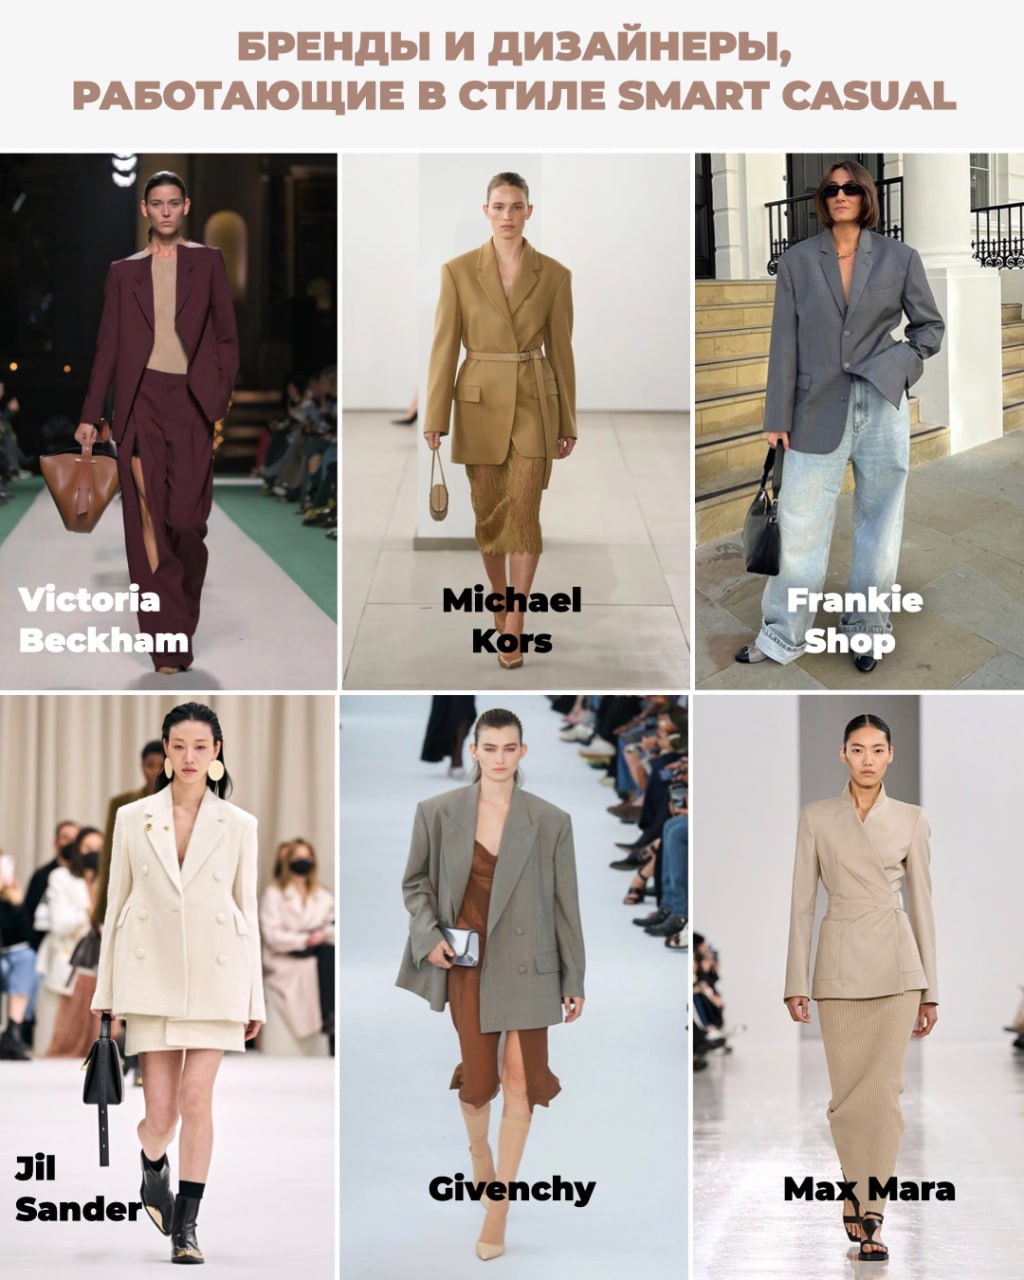 БРЕНДЫ И ДИЗАЙНЕРЫ,
РАБОТАЮЩИЕ В СТИЛЕ SMART CASUAL
Victoria
Beckham
Michael
Kors
Frankie
Shop
Jil
Sander
Givenchy
Max Mara